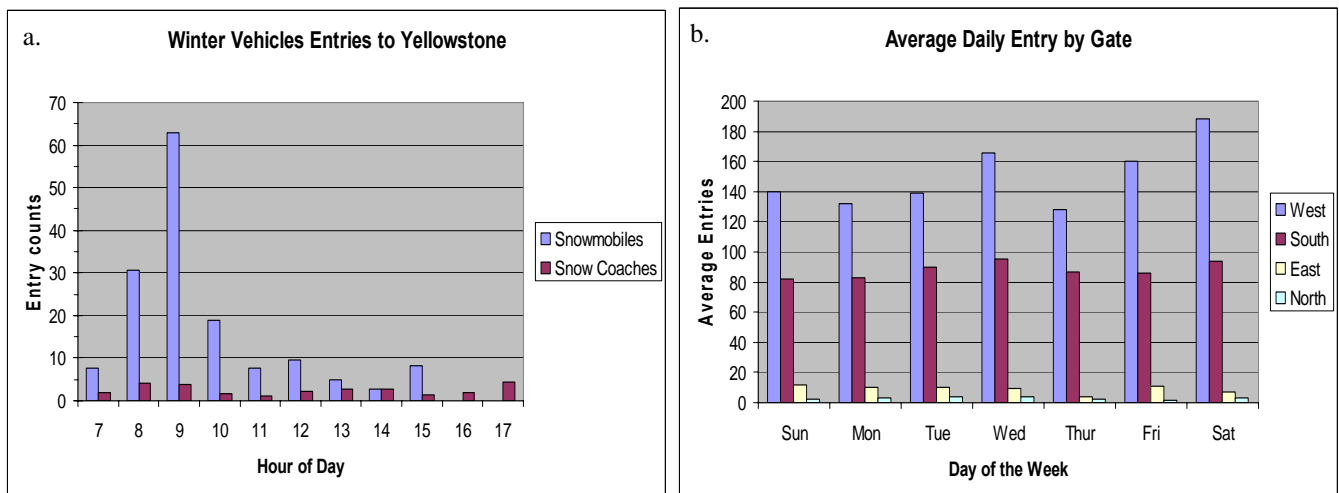 a.
Winter Vehicles Entries to Yellowstone
Entry counts
70
60
50
40
30
20
10
0
7 8 9 10 11 12 13 14 15 16 17
Hour of Day
Snowmobiles
Snow Coaches
b.
Average Daily Entry by Gate
Average Entries
200
180
160
140
120
100
80
60
40
20
0
Sun Mon Tue Wed Thur Fri Sat
Day of the Week
West
South
East
North